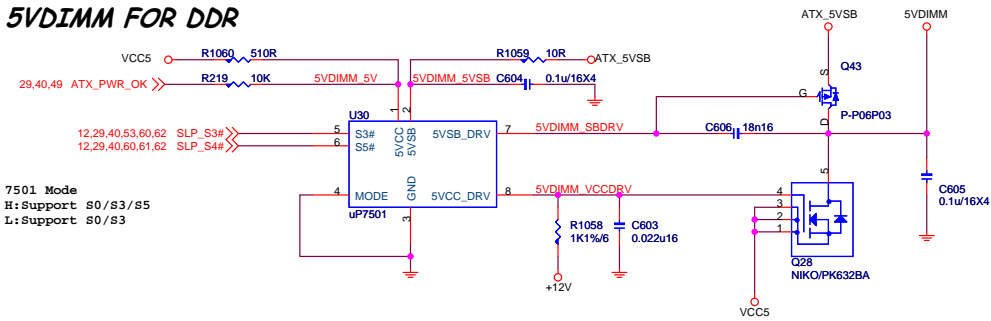 5VDIMM FOR DDR
ATX_5VSB
5VDIMM
VCC5
R1060
510R
R1059
10R
ATX_5VSB
29,40,49 ATX_PWR_OK
R219
10K
5VDIMM_5V
5VDIMM_5VSB
C604
0.1u/16X4
S
Q43
G
P-P06P03
D
1
2
U30
12,29,40,53,60,62 SLP_S3#
5
S3#
5VCC
5VSB
5VSB_DRV
7
5VDIMM_SBDRV
C606
18n16
12,29,40,60,61,62 SLP_S4#
6
S5#
5
7501 Mode
H:Support S0/S3/S5
L:Support S0/S3
4
MODE
GND
5VCC_DRV
8
5VDIMM_VCCDRV
4
3
2
1
C605
0.1u/16X4
uP7501
3
R1058
1K1%/6
C603
0.022u16
Q28
NIKO/PK632BA
+12V
VCC5